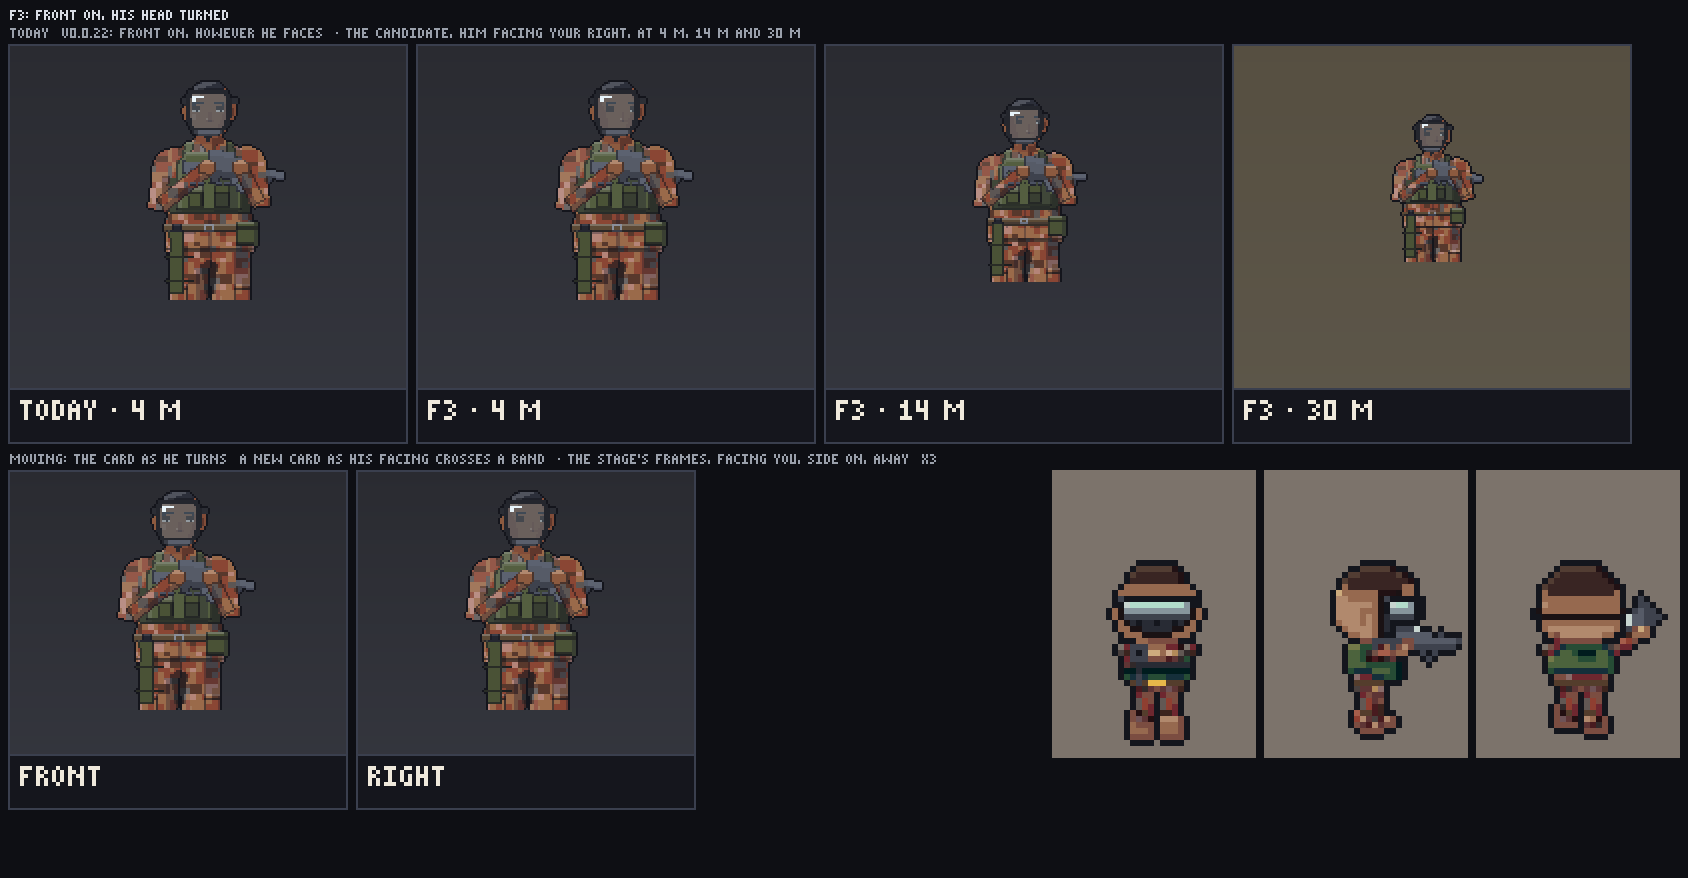 F3: FRONT ON, HIS HEAD TURNED
TODAY V0.0.22: FRONT ON, HOWEVER HE FACES · THE CANDIDATE, HIM FACING YOUR RIGHT, AT 4 M, 14 M AND 30 M
TODAY · 4 M
F3 · 4 M
F3 · 14 M
F3 · 30 M
MOVING: THE CARD AS HE TURNS A NEW CARD AS HIS FACING CROSSES A BAND · THE STAGE'S FRAMES, FACING YOU, SIDE ON, AWAY X3
FRONT
RIGHT